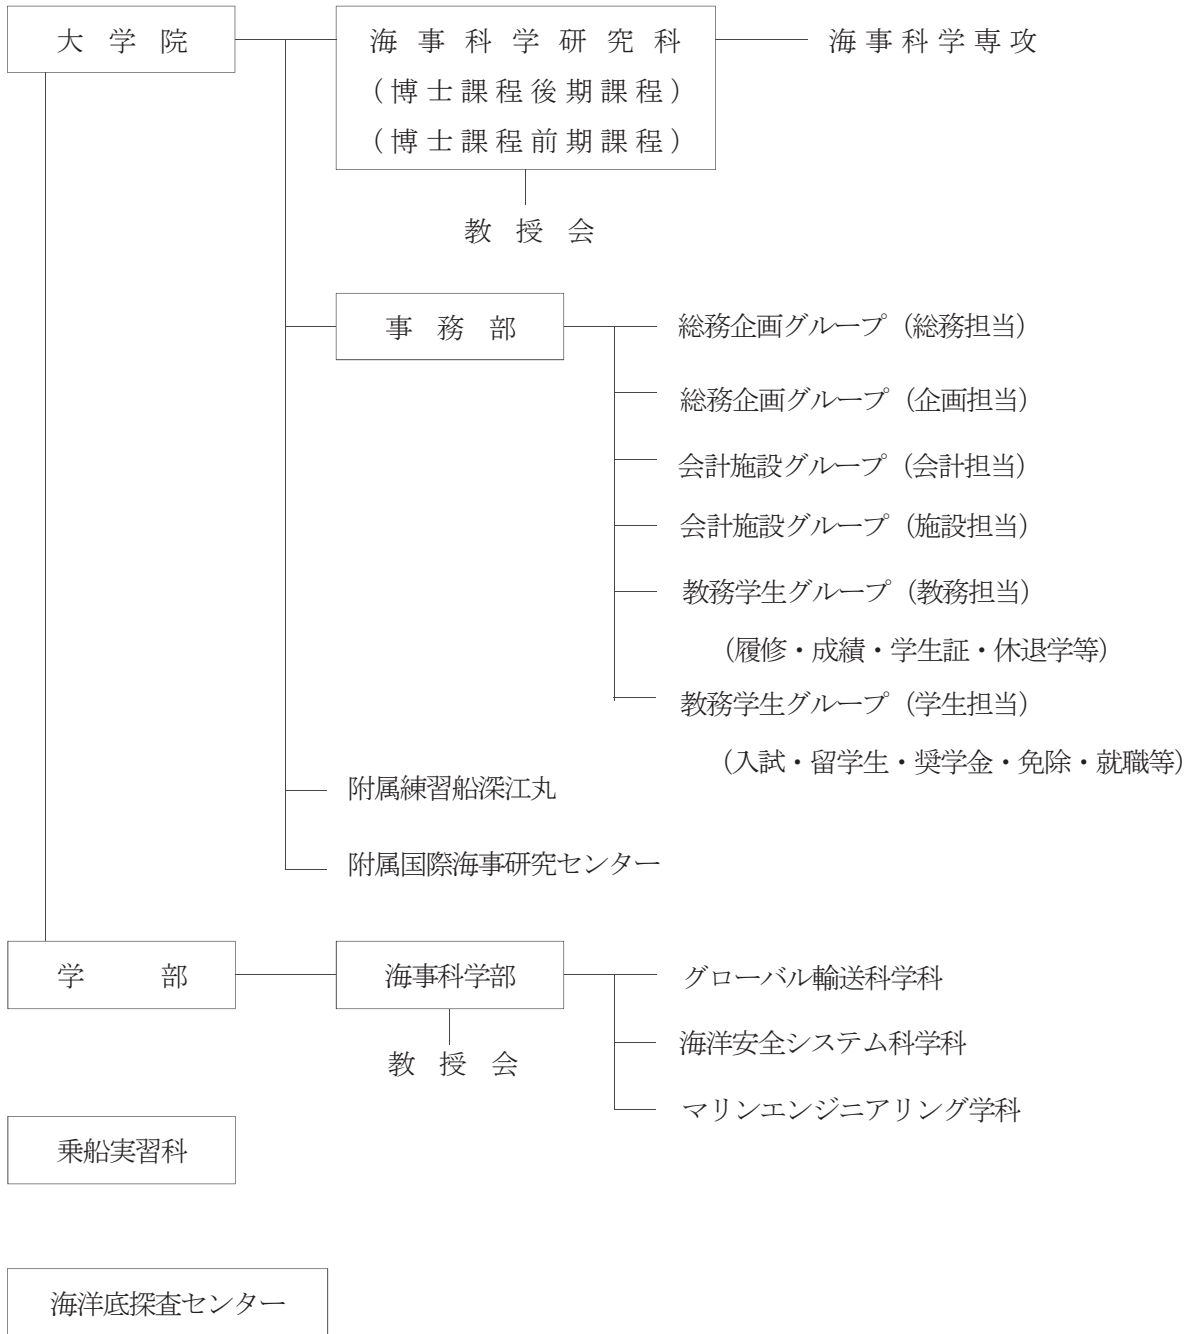 大学院
海事科学研究科
海事科学専攻
（博士課程後期課程）
（博士課程前期課程）
教授会
事務部
総務企画グループ（総務担当）
総務企画グループ（企画担当）
会計施設グループ（会計担当）
会計施設グループ（施設担当）
教務学生グループ（教務担当）
（履修・成績・学生証・休退学等）
教務学生グループ（学生担当）
（入試・留学生・奨学金・免除・就職等）
附属練習船深江丸
附属国際海事研究センター
学部
海事科学部
グローバル輸送科学科
海洋安全システム科学科
教授会
マリンエンジニアリング学科
乗船実習科
海洋底探査センター